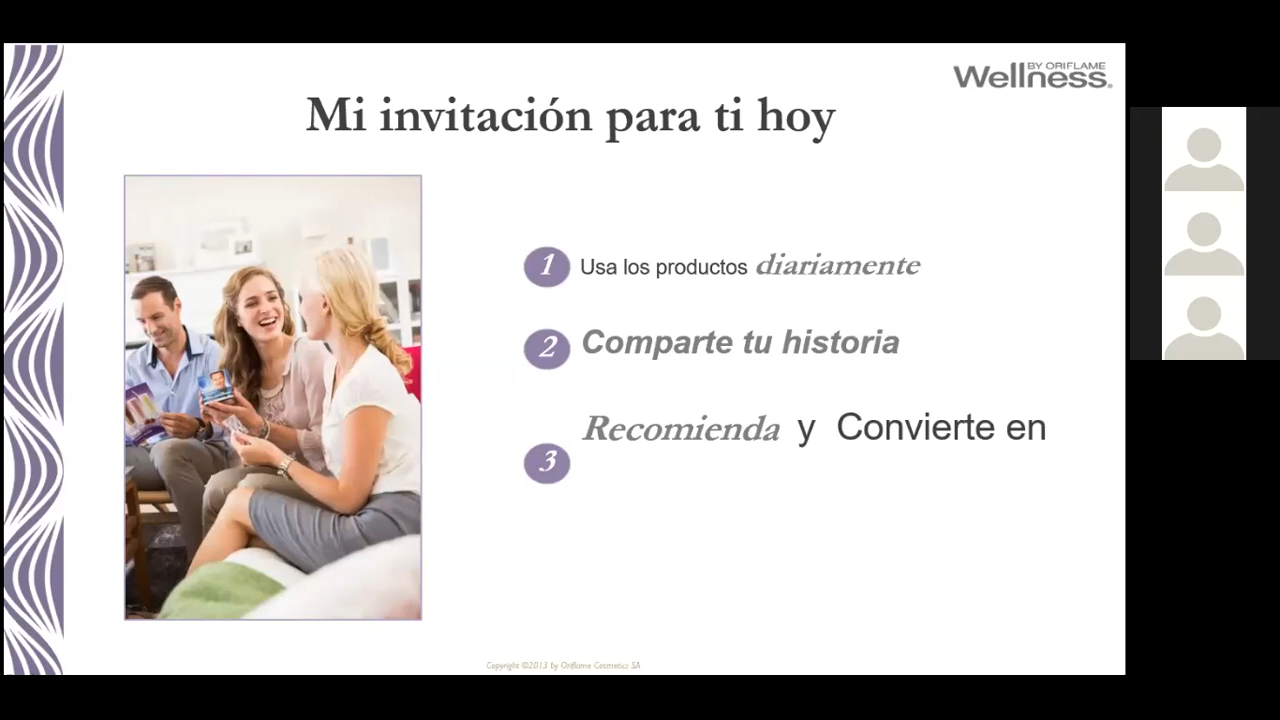 BY ORIFLAME
Wellness.
Mi invitación para ti hoy
1 Usa los productos diariamente
2 Comparte tu historia
Recomienda y Convierte en
3
Copyright ©2013 by Oriflame Cosmetics SA